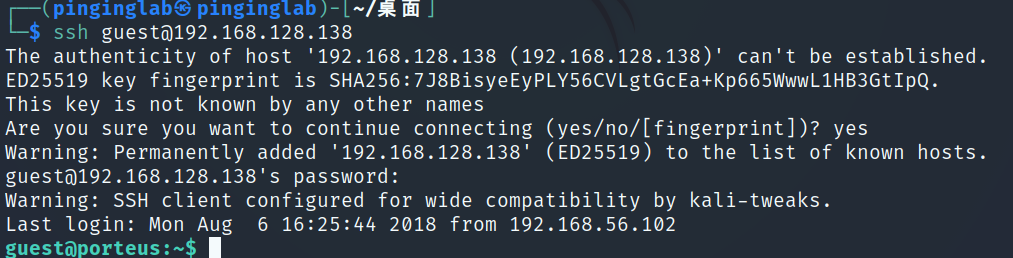 ┌──(pinginglab㉿pinginglab)-[~/桌面]
└─$ ssh guest@192.168.128.138
The authenticity of host '192.168.128.138 (192.168.128.138)' can't be established.
ED25519 key fingerprint is SHA256:7J8BisyeEyPLY56CVLgtGcEa+Kp665WwwL1HB3GtIpQ.
This key is not known by any other names
Are you sure you want to continue connecting (yes/no/[fingerprint])? yes
Warning: Permanently added '192.168.128.138' (ED25519) to the list of known hosts.
guest@192.168.128.138's password:
Warning: SSH client configured for wide compatibility by kali-tweaks.
Last login: Mon Aug  6 16:25:44 2018 from 192.168.56.102
guest@porteus:~$